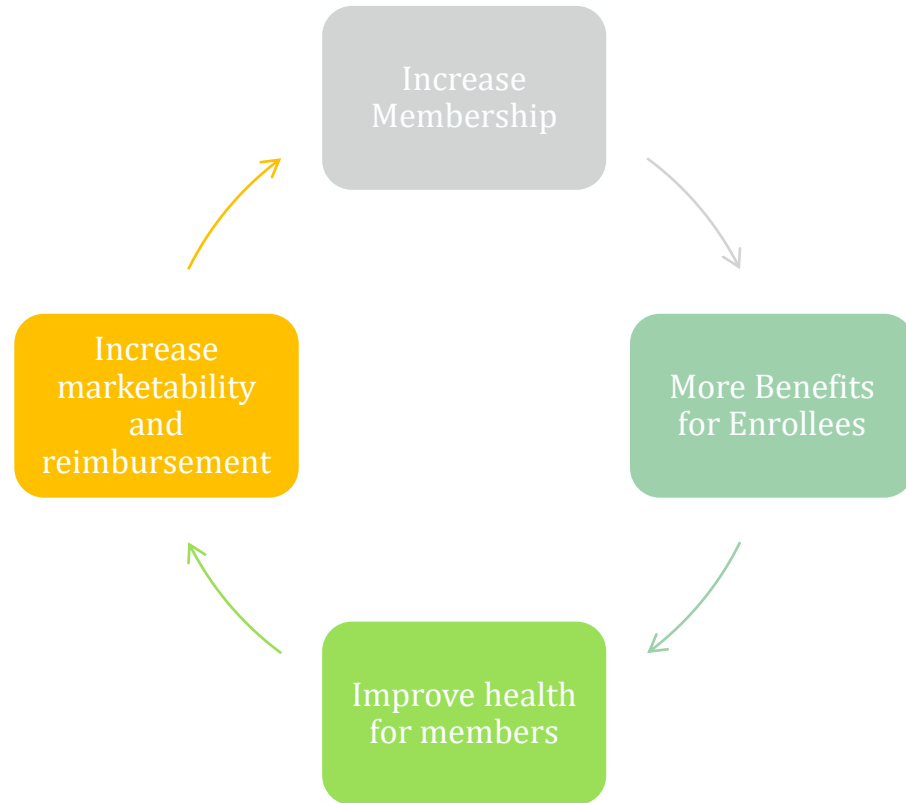 Increase
Membership
More Benefits
for Enrollees
Improve health
for members
Increase
marketability
and
reimbursement